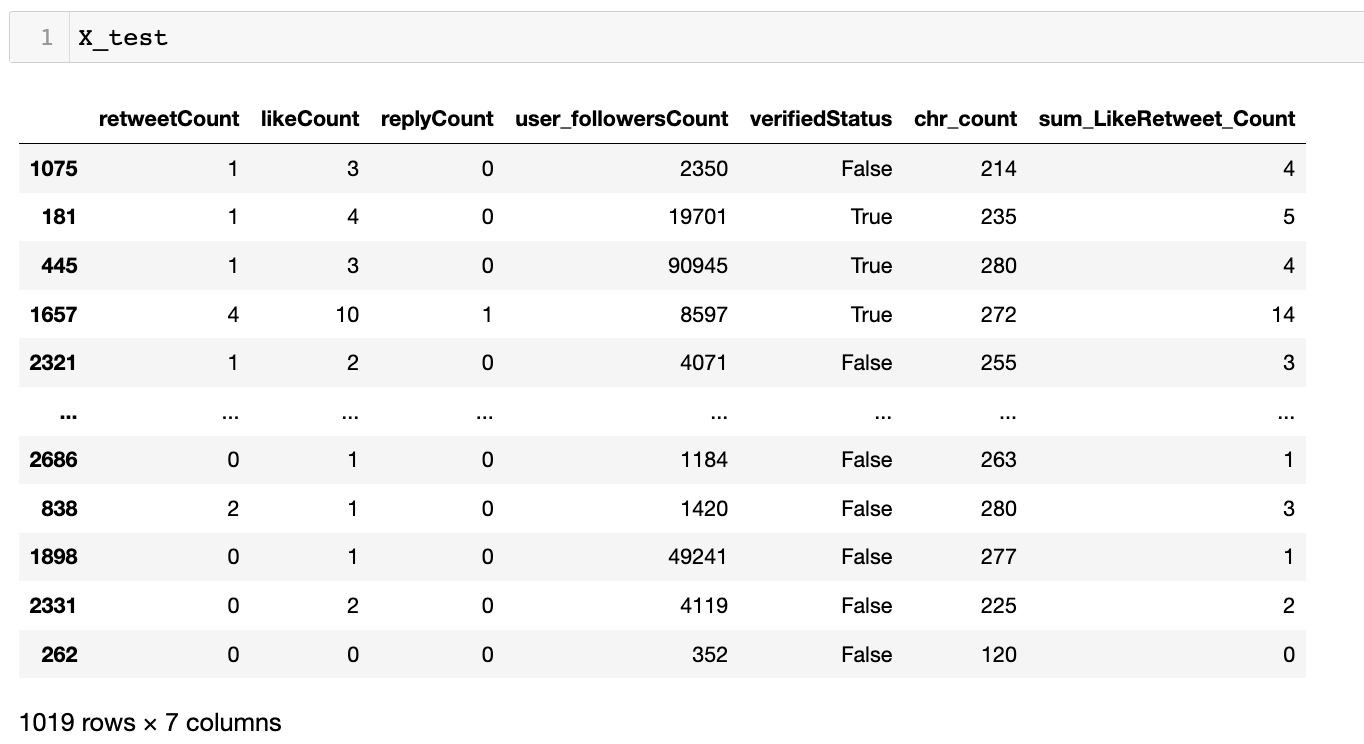 1 X_test
retweetCount likeCount replyCount user_followersCount verifiedStatus chr_count sum_LikeRetweet_Count
1075 1 3 0 2350 False 214 4
181 1 4 0 19701 True 235 5
445 1 3 0 90945 True 280 4
1657 4 10 1 8597 True 272 14
2321 1 2 0 4071 False 255 3
... ... ... ... ... ... ... ...
2686 0 1 0 1184 False 263 1
838 2 1 0 1420 False 280 3
1898 0 1 0 49241 False 277 1
2331 0 2 0 4119 False 225 2
262 0 0 0 352 False 120 0
1019 rows × 7 columns